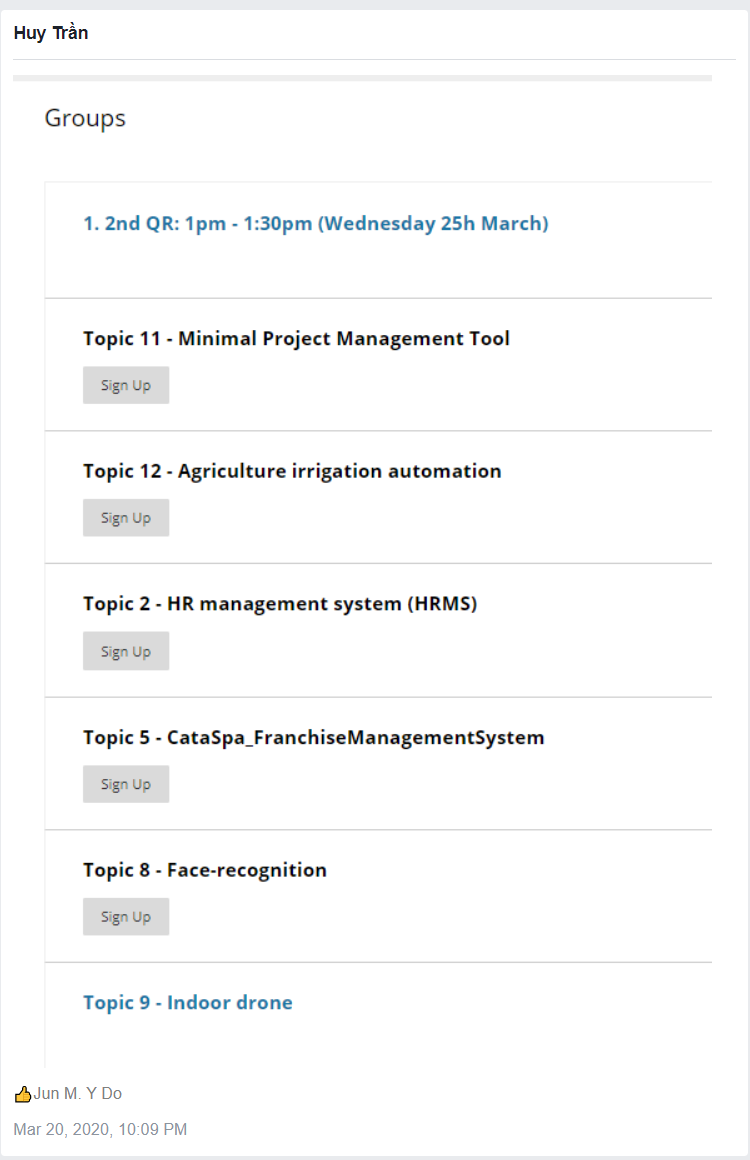 Huy Trần
Groups
1. 2nd QR: 1pm - 1:30pm (Wednesday 25h March)
Topic 11 - Minimal Project Management Tool
Sign Up
Topic 12 - Agriculture irrigation automation
Sign Up
Topic 2 - HR management system (HRMS)
Sign Up
Topic 5 - CataSpa_FranchiseManagementSystem
Sign Up
Topic 8 - Face-recognition
Sign Up
Topic 9 - Indoor drone
👍Jun M. Y Do
Mar 20, 2020, 10:09 PM